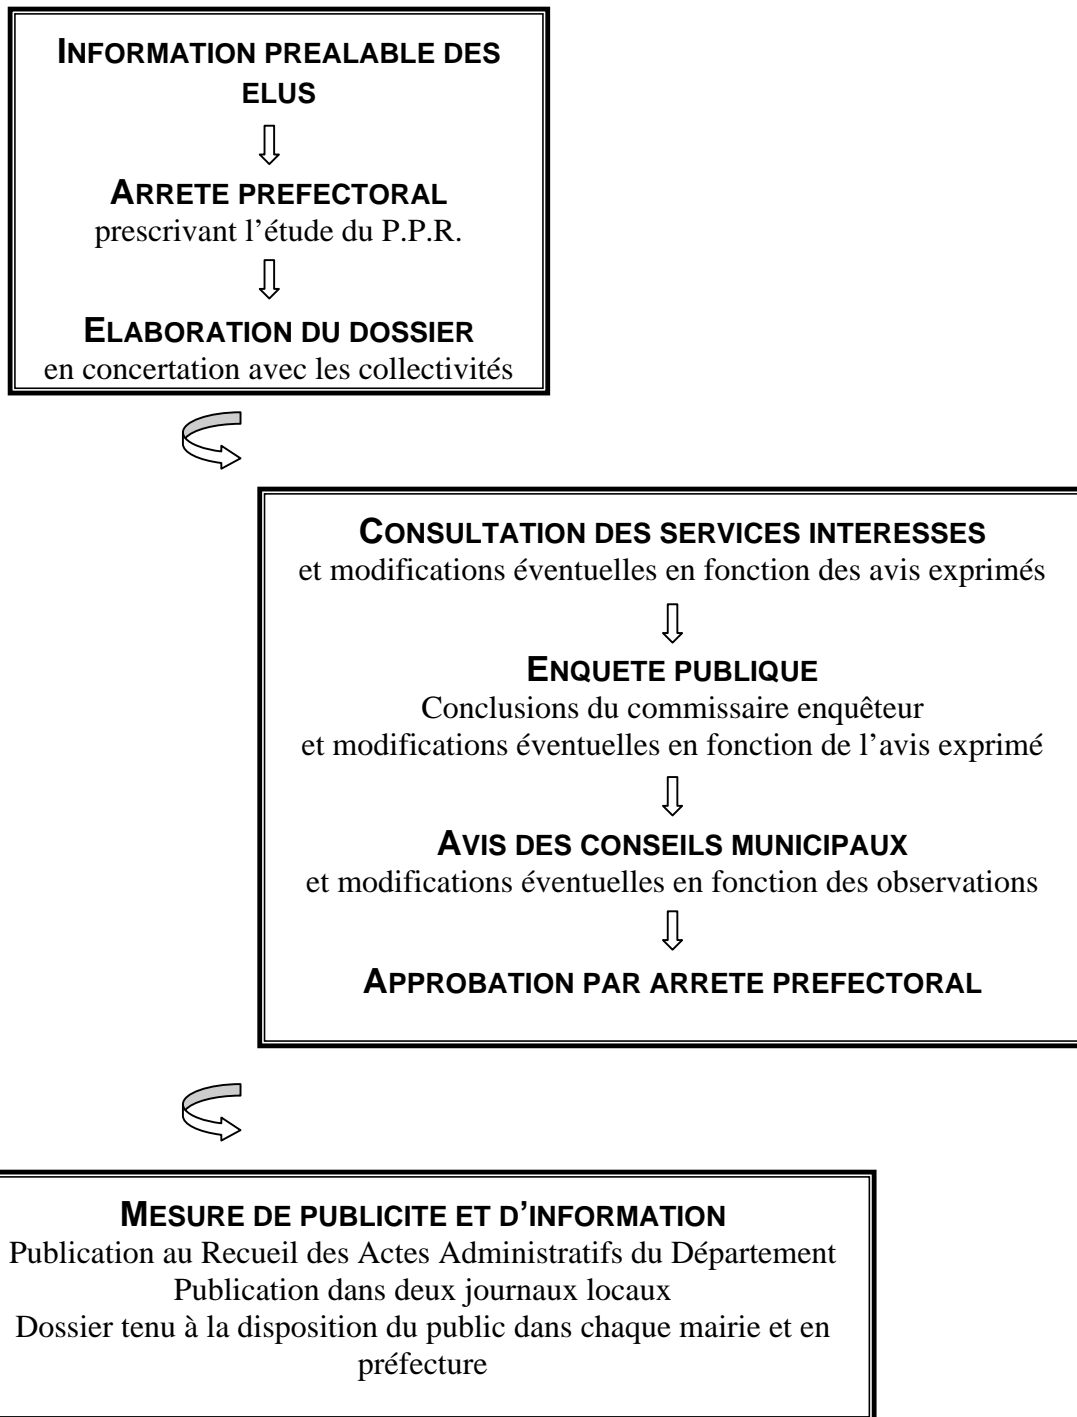 INFORMATION PREALABLE DES
ELUS
ARRETE PREFECTORAL
prescrivant l’étude du P.P.R.
ELABORATION DU DOSSIER
en concertation avec les collectivités
CONSULTATION DES SERVICES INTERESSES
et modifications éventuelles en fonction des avis exprimés
ENQUETE PUBLIQUE
Conclusions du commissaire enquêteur
et modifications éventuelles en fonction de l’avis exprimé
AVIS DES CONSEILS MUNICIPAUX
et modifications éventuelles en fonction des observations
APPROBATION PAR ARRETE PREFECTORAL
MESURE DE PUBLICITE ET D’INFORMATION
Publication au Recueil des Actes Administratifs du Département
Publication dans deux journaux locaux
Dossier tenu à la disposition du public dans chaque mairie et en
préfecture